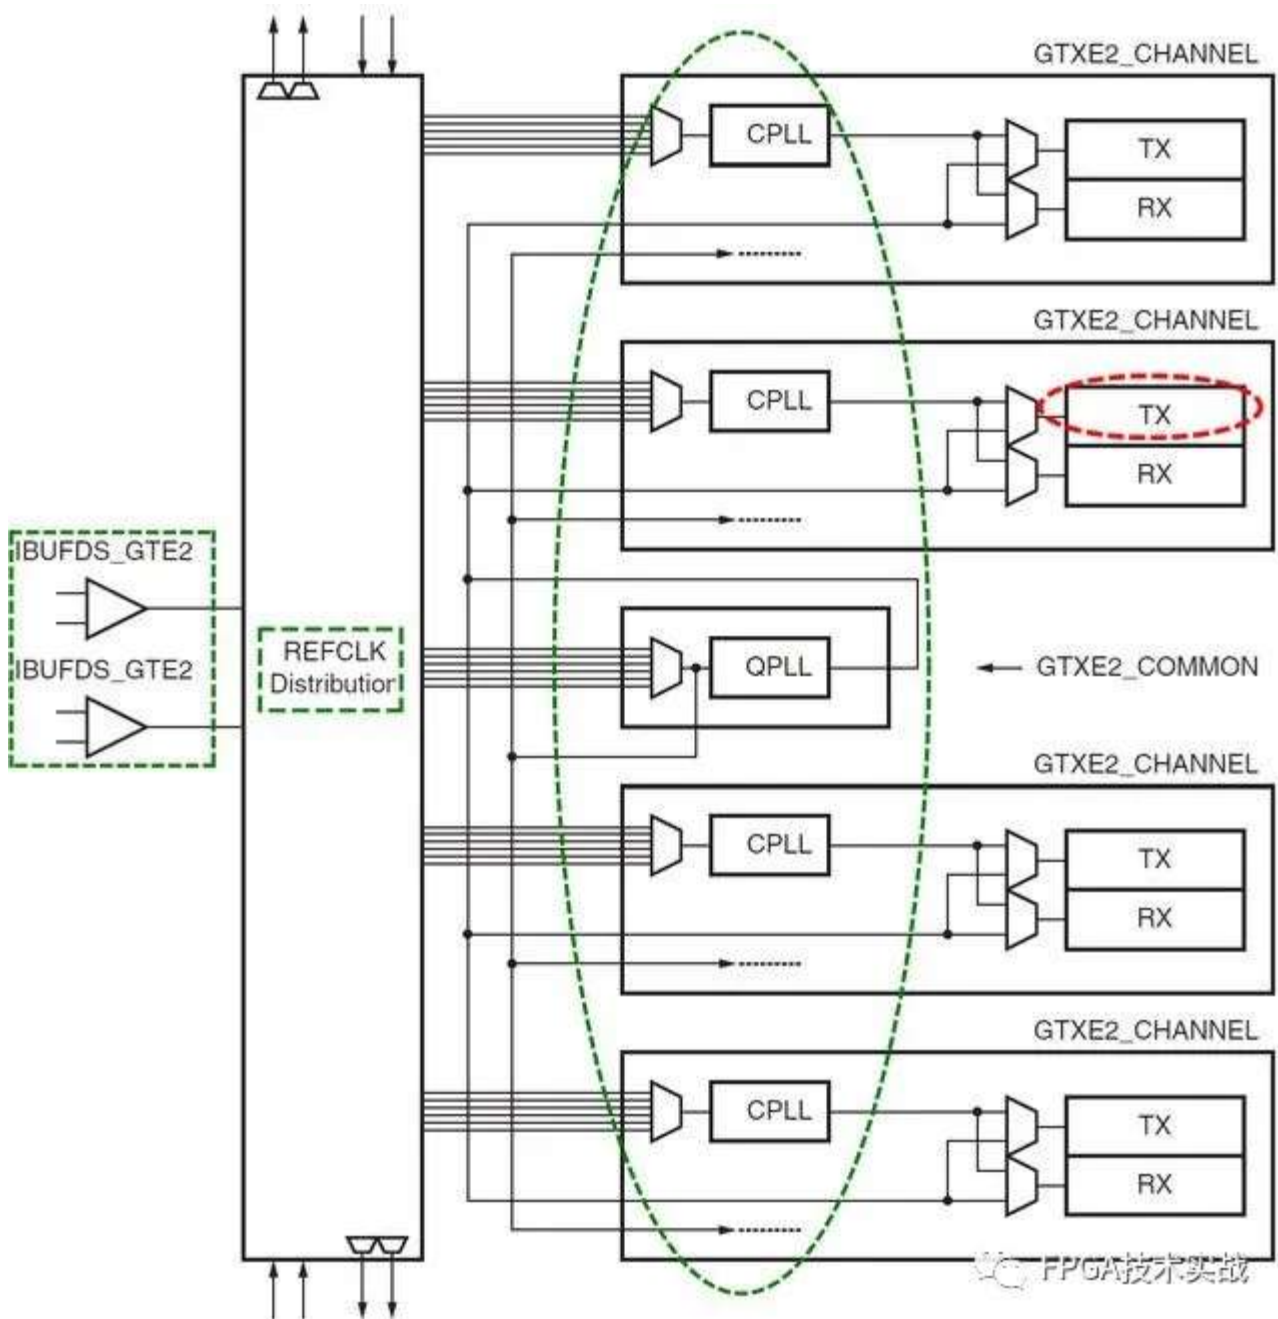 GTXE2_CHANNEL
CPLL
TX
RX
GTXE2_CHANNEL
CPLL
TX
RX
IBUFDS_GTE2
IBUFDS_GTE2
REFCLK
Distribution
QPLL
GTXE2_COMMON
GTXE2_CHANNEL
CPLL
TX
RX
GTXE2_CHANNEL
CPLL
TX
RX
FPGA技术实战